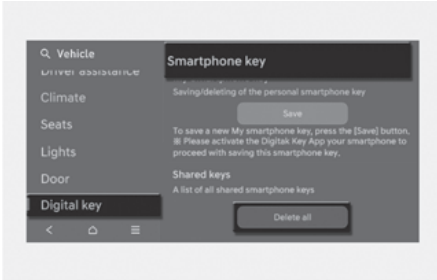 Vehicle
Driver assistance
Climate
Seats
Lights
Door
Digital key
Smartphone key
Saving/deleting of the personal smartphone key
Save
To save a new My smartphone key, press the [Save] button.
※ Please activate the Digitak Key App your smartphone to
proceed with saving this smartphone key.
Shared keys
A list of all shared smartphone keys
Delete all